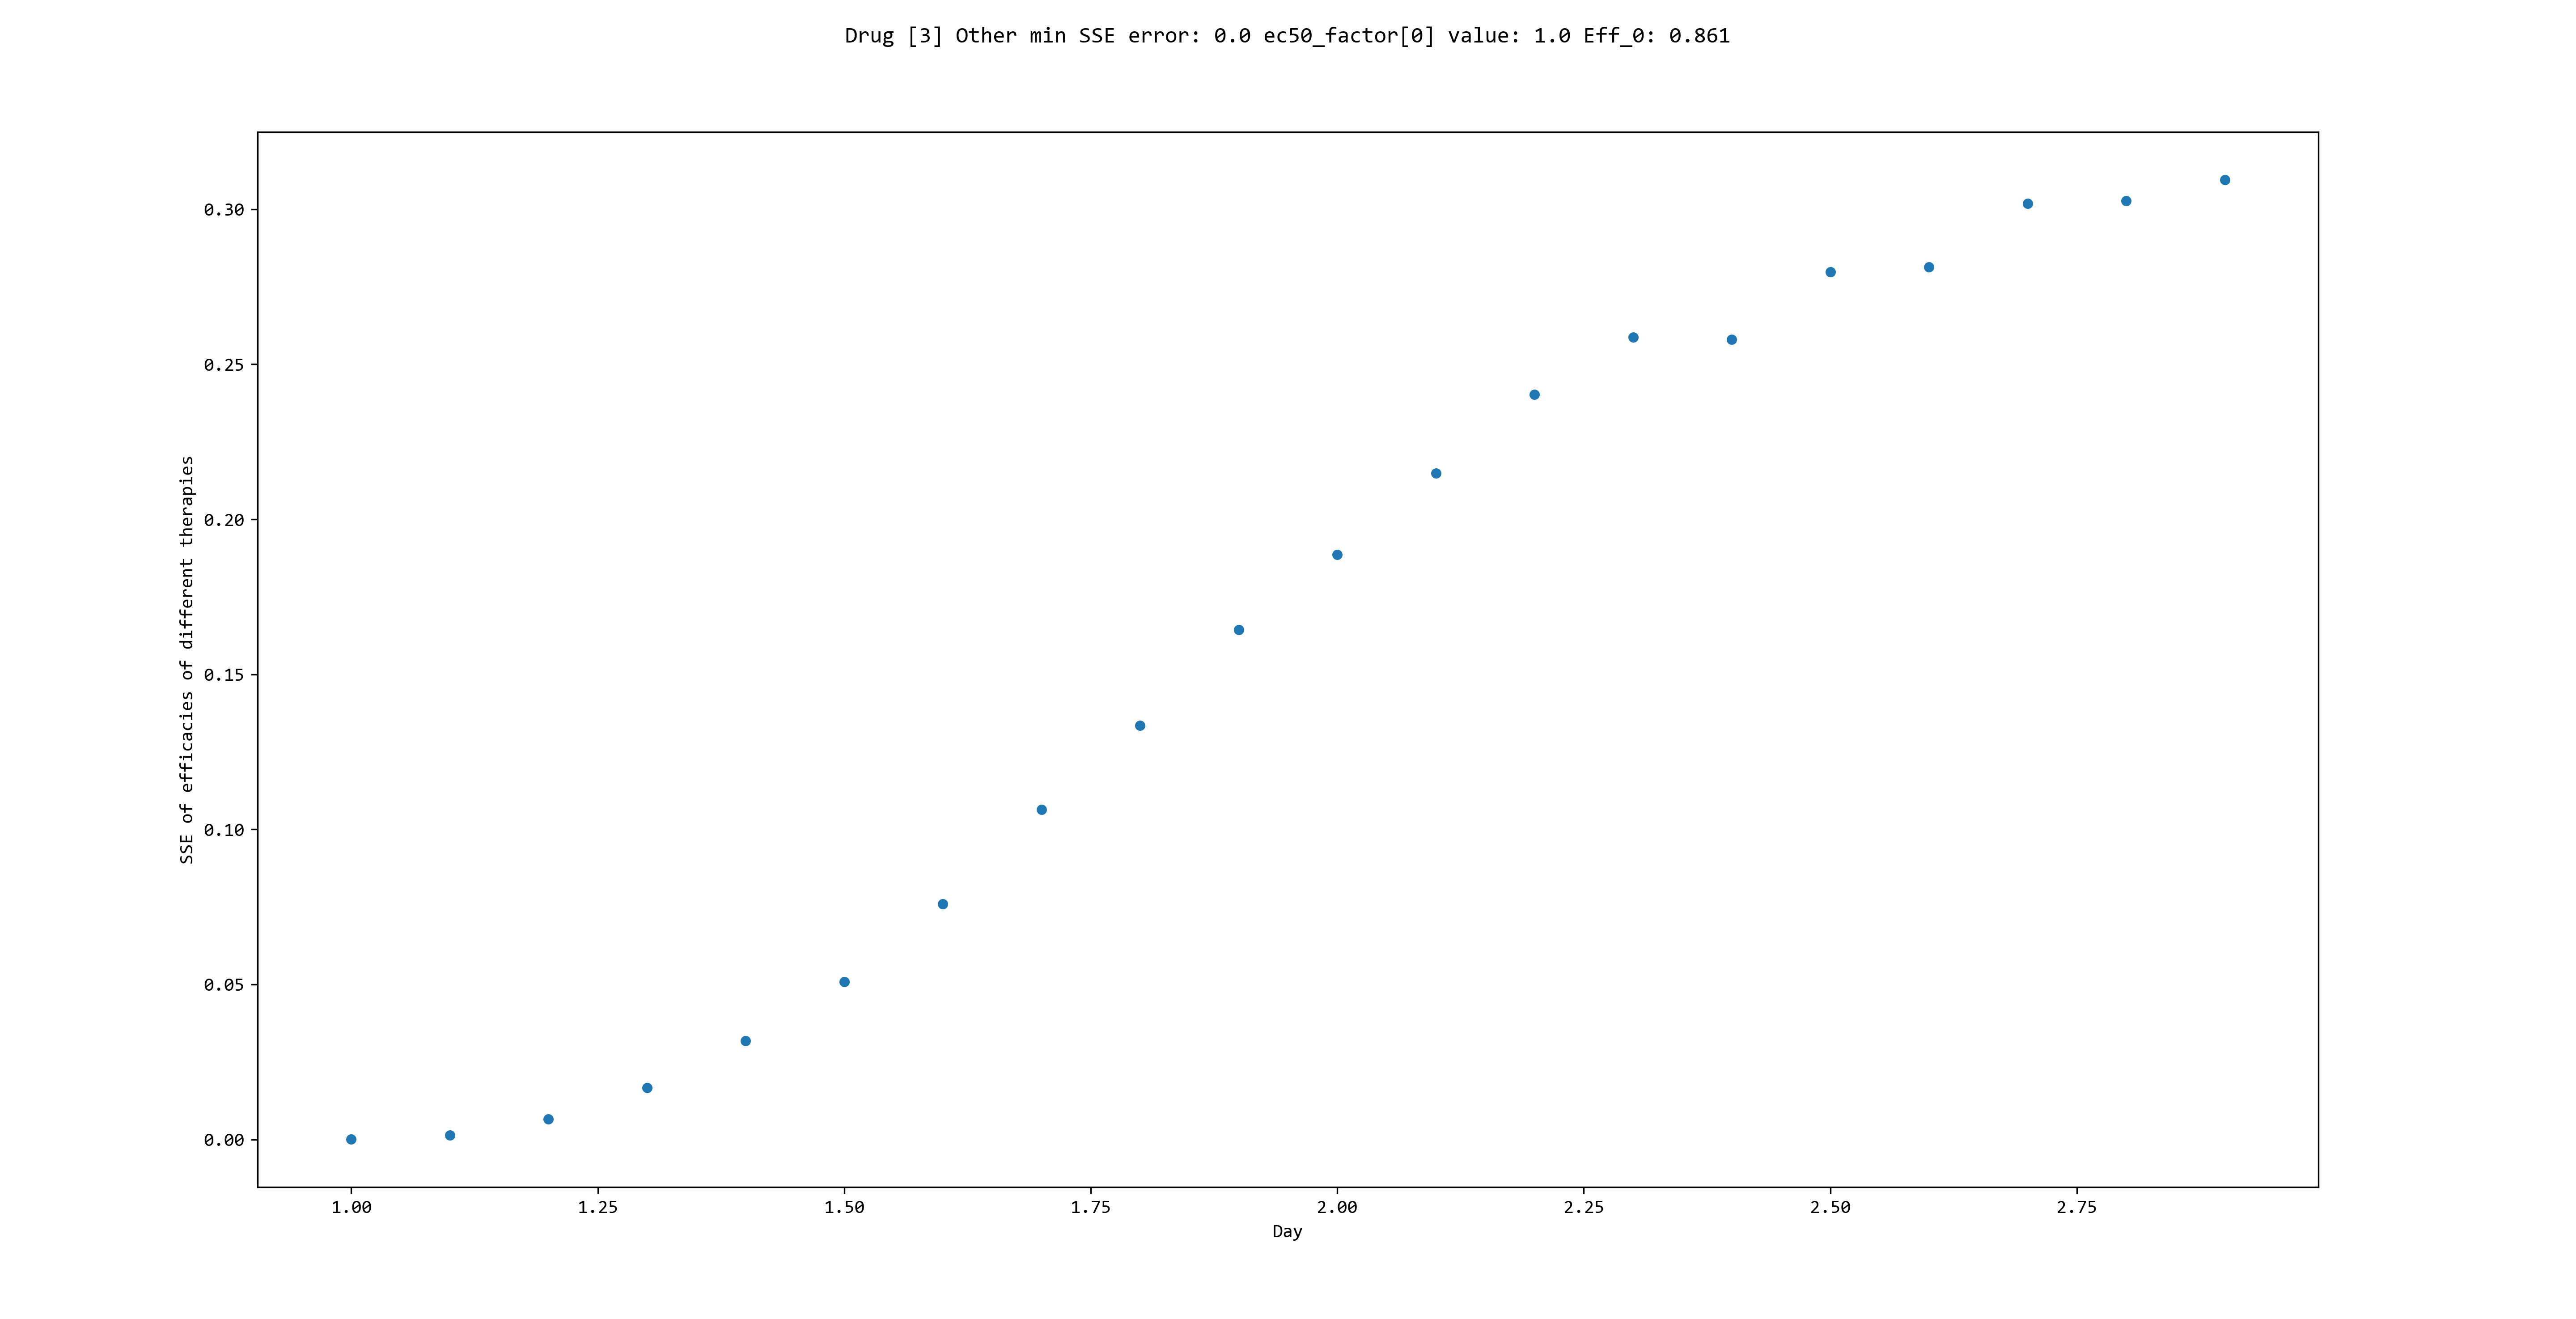 Drug [3] Other min SSE error: 0.0 ec50_factor[0] value: 1.0 Eff_0: 0.861
SSE of efficacies of different therapies
0.30
0.25
0.20
0.15
0.10
0.05
0.00
1.00 1.25 1.50 1.75 2.00 2.25 2.50 2.75
Day